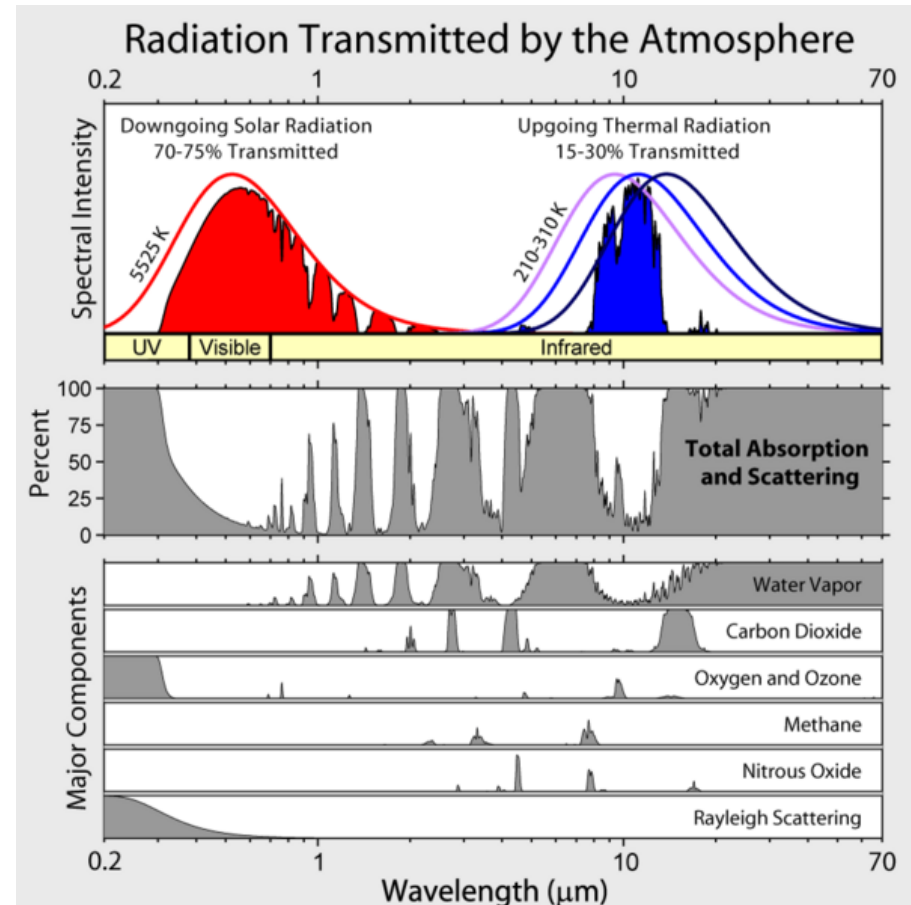 Radiation Transmitted by the Atmosphere
0.2 1 10 70
Downgoing Solar Radiation
70-75% Transmitted
Upgoing Thermal Radiation
15-30% Transmitted
Spectral Intensity
5525 K
210-310 K
UV Visible Infrared
Percent
100
75
50
25
0
Total Absorption
and Scattering
Major Components
Water Vapor
Carbon Dioxide
Oxygen and Ozone
Methane
Nitrous Oxide
Rayleigh Scattering
0.2 1 10 70
Wavelength (μm)